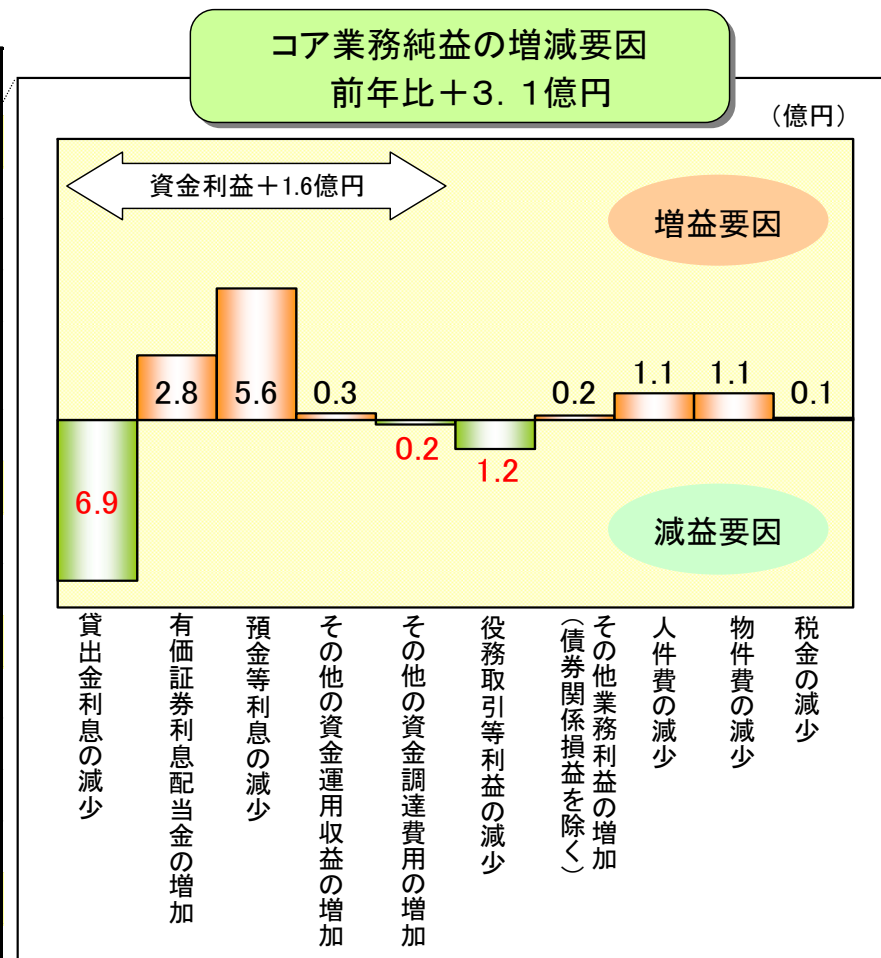 コア業務純益の増減要因
前年比＋３．１億円
（億円）
資金利益＋1.6億円
増益要因
2.8
5.6
0.3
0.2
1.1
1.1
0.1
6.9
0.2
1.2
減益要因
貸出金利息の減少
有価証券利息配当金の増加
預金等利息の減少
その他の資金運用収益の増加
その他の資金調達費用の増加
役務取引等利益の減少
その他業務利益の増加
（債券関係損益を除く）
人件費の減少
物件費の減少
税金の減少